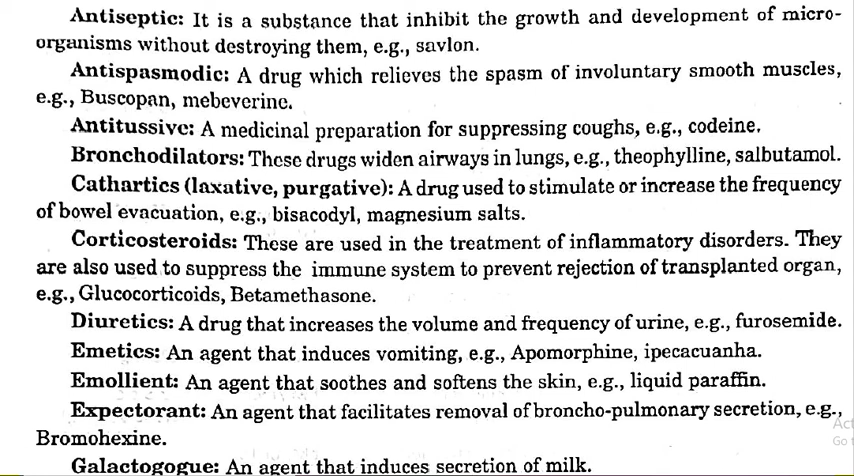 Antiseptic: It is a substance that inhibit the growth and development of micro-
organisms without destroying them, e.g., savlon.
Antispasmodic: A drug which relieves the spasm of involuntary smooth muscles,
e.g., Buscopan, mebeverine.
Antitussive: A medicinal preparation for suppressing coughs, e.g., codeine.
Bronchodilators: These drugs widen airways in lungs, e.g., theophylline, salbutamol.
Cathartics (laxative, purgative): A drug used to stimulate or increase the frequency
of bowel evacuation, e.g., bisacodyl, magnesium salts.
Corticosteroids: These are used in the treatment of inflammatory disorders. They
are also used to suppress the immune system to prevent rejection of transplanted organ,
e.g., Glucocorticoids, Betamethasone.
Diuretics: A drug that increases the volume and frequency of urine, e.g., furosemide.
Emetics: An agent that induces vomiting, e.g., Apomorphine, ipecacuanha.
Emollient: An agent that soothes and softens the skin, e.g., liquid paraffin.
Expectorant: An agent that facilitates removal of broncho-pulmonary secretion, e.g.,
Bromohexine.
Galactogogue: An agent that induces secretion of milk.
Act
Go t